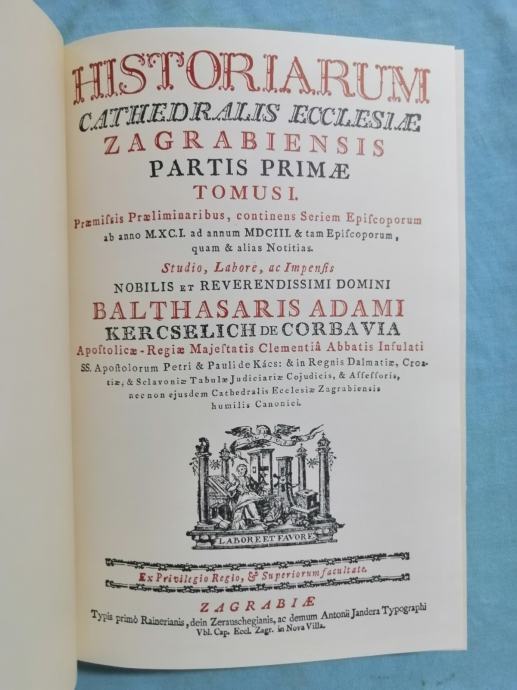 HISTORIARUM
CATHEDRALIS ECCLESIÆ
ZAGRABIENSIS
PARTIS PRIMÆ
TOMUS I.
Præmiſsis Præliminaribus, continens Seriem Epiſcoporum
ab anno M.XC.I. ad annum MDCIII. & tam Epiſcoporum,
quam & alias Notitias.
Studio, Labore, ac Impenſis
NOBILIS ET REVERENDISSIMI DOMINI
BALTHASARIS ADAMI
KERCSELICH DE CORBAVIA
Apoſtolicæ-Regiæ Majeſtatis Clementiâ Abbatis Inſulati
SS. Apoſtolorum Petri & Pauli de Kács: & in Regnis Dalmatiæ, Croa-
tiæ, & Sclavoniæ Tabulæ Judiciariæ Cojudicis, & Aſſeſſoris,
nec non ejusdem Cathedralis Eccleſiæ Zagrabiensis
humilis Canonici.
LABORE ET FAVORE
Ex Privilegio Regio, & Superiorum facultate.
ZAGRABIÆ
Typis primò Rainerianis, dein Zerauschegianis, ac demum Antonii Jandera Typographi
Vbl. Cap. Eccl. Zagr. in Nova Villa.